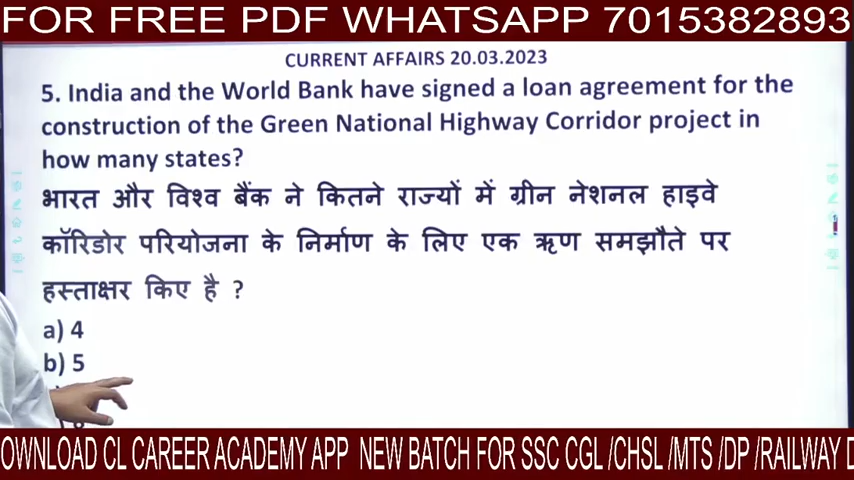 FOR FREE PDF WHATSAPP 7015382893
CURRENT AFFAIRS 20.03.2023
5. India and the World Bank have signed a loan agreement for the
construction of the Green National Highway Corridor project in
how many states?
भारत और विश्व बैंक ने कितने राज्यों में ग्रीन नेशनल हाइवे
कॉरिडोर परियोजना के निर्माण के लिए एक ऋण समझौते पर
हस्ताक्षर किए है ?
a) 4
b) 5
OWNLOAD CL CAREER ACADEMY APP NEW BATCH FOR SSC CGL /CHSL /MTS /DP /RAILWAY D